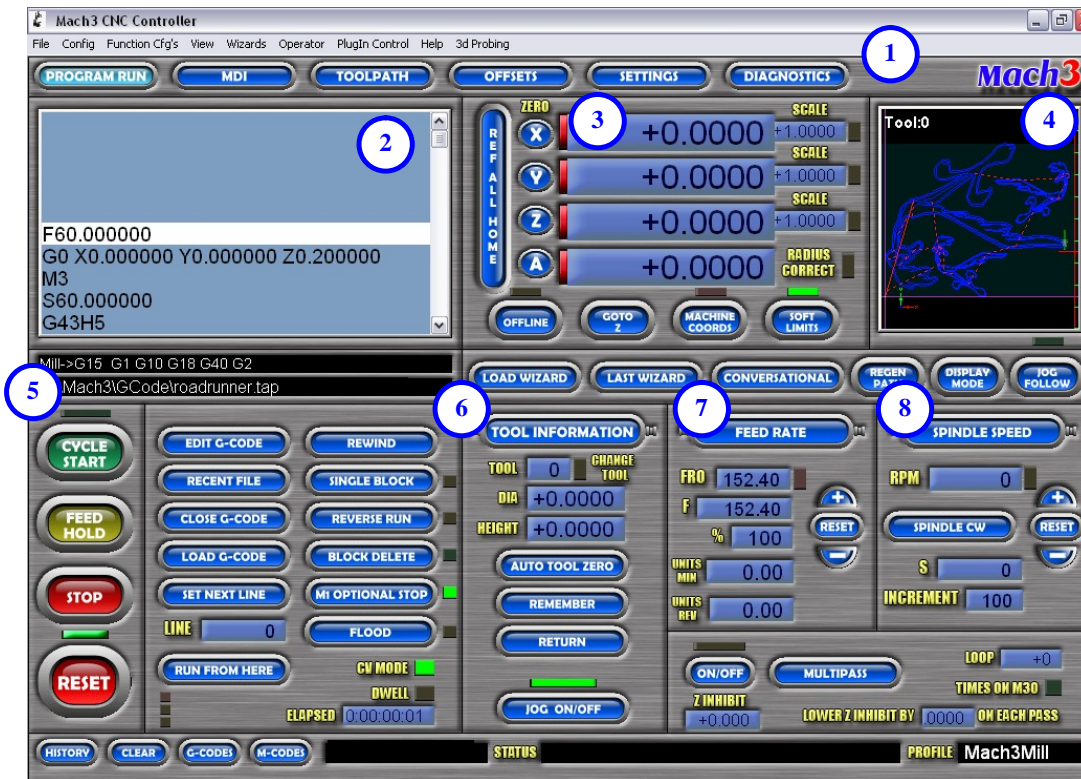 Mach3 CNC Controller
File Config Function Cfg's View Wizards Operator PlugIn Control Help 3d Probing
PROGRAM RUN MDI TOOLPATH OFFSETS SETTINGS DIAGNOSTICS 1 Mach3
2
F60.000000
G0 X0.000000 Y0.000000 Z0.200000
M3
S60.000000
G43H5
REF ALL HOME
ZERO 3 SCALE
X +0.0000 +1.0000
SCALE
Y +0.0000 +1.0000
SCALE
Z +0.0000 +1.0000
A +0.0000 RADIUS CORRECT
OFFLINE GOTO Z MACHINE COORDS SOFT LIMITS
Tool:0 4
Mill->G15 G1 G10 G18 G40 G2
5 Mach3\GCode\roadrunner.tap
LOAD WIZARD LAST WIZARD CONVERSATIONAL REGEN PATH DISPLAY MODE JOG FOLLOW
CYCLE START
FEED HOLD
STOP
RESET
EDIT G-CODE REWIND
RECENT FILE SINGLE BLOCK
CLOSE G-CODE REVERSE RUN
LOAD G-CODE BLOCK DELETE
SET NEXT LINE M1 OPTIONAL STOP
LINE 0 FLOOD
RUN FROM HERE CV MODE
DWELL
ELAPSED 0:00:00:01
6
TOOL INFORMATION
TOOL 0 CHANGE TOOL
DIA +0.0000
HEIGHT +0.0000
AUTO TOOL ZERO
REMEMBER
RETURN
JOG ON/OFF
7
FEED RATE
FRO 152.40
F 152.40
% 100
UNITS MIN 0.00
UNITS REV 0.00
+
RESET
-
8
SPINDLE SPEED
RPM 0
+
SPINDLE CW RESET
-
S 0
INCREMENT 100
ON/OFF MULTIPASS LOOP +0
Z INHIBIT TIMES ON M30
+0.000 LOWER Z INHIBIT BY .0000 ON EACH PASS
HISTORY CLEAR G-CODES M-CODES STATUS PROFILE Mach3Mill